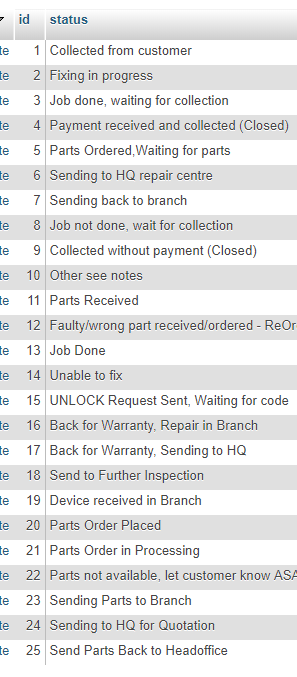 id status
te 1 Collected from customer
te 2 Fixing in progress
te 3 Job done, waiting for collection
te 4 Payment received and collected (Closed)
te 5 Parts Ordered,Waiting for parts
te 6 Sending to HQ repair centre
te 7 Sending back to branch
te 8 Job not done, wait for collection
te 9 Collected without payment (Closed)
te 10 Other see notes
te 11 Parts Received
te 12 Faulty/wrong part received/ordered - ReOr
te 13 Job Done
te 14 Unable to fix
te 15 UNLOCK Request Sent, Waiting for code
te 16 Back for Warranty, Repair in Branch
te 17 Back for Warranty, Sending to HQ
te 18 Send to Further Inspection
te 19 Device received in Branch
te 20 Parts Order Placed
te 21 Parts Order in Processing
te 22 Parts not available, let customer know ASA
te 23 Sending Parts to Branch
te 24 Sending to HQ for Quotation
te 25 Send Parts Back to Headoffice